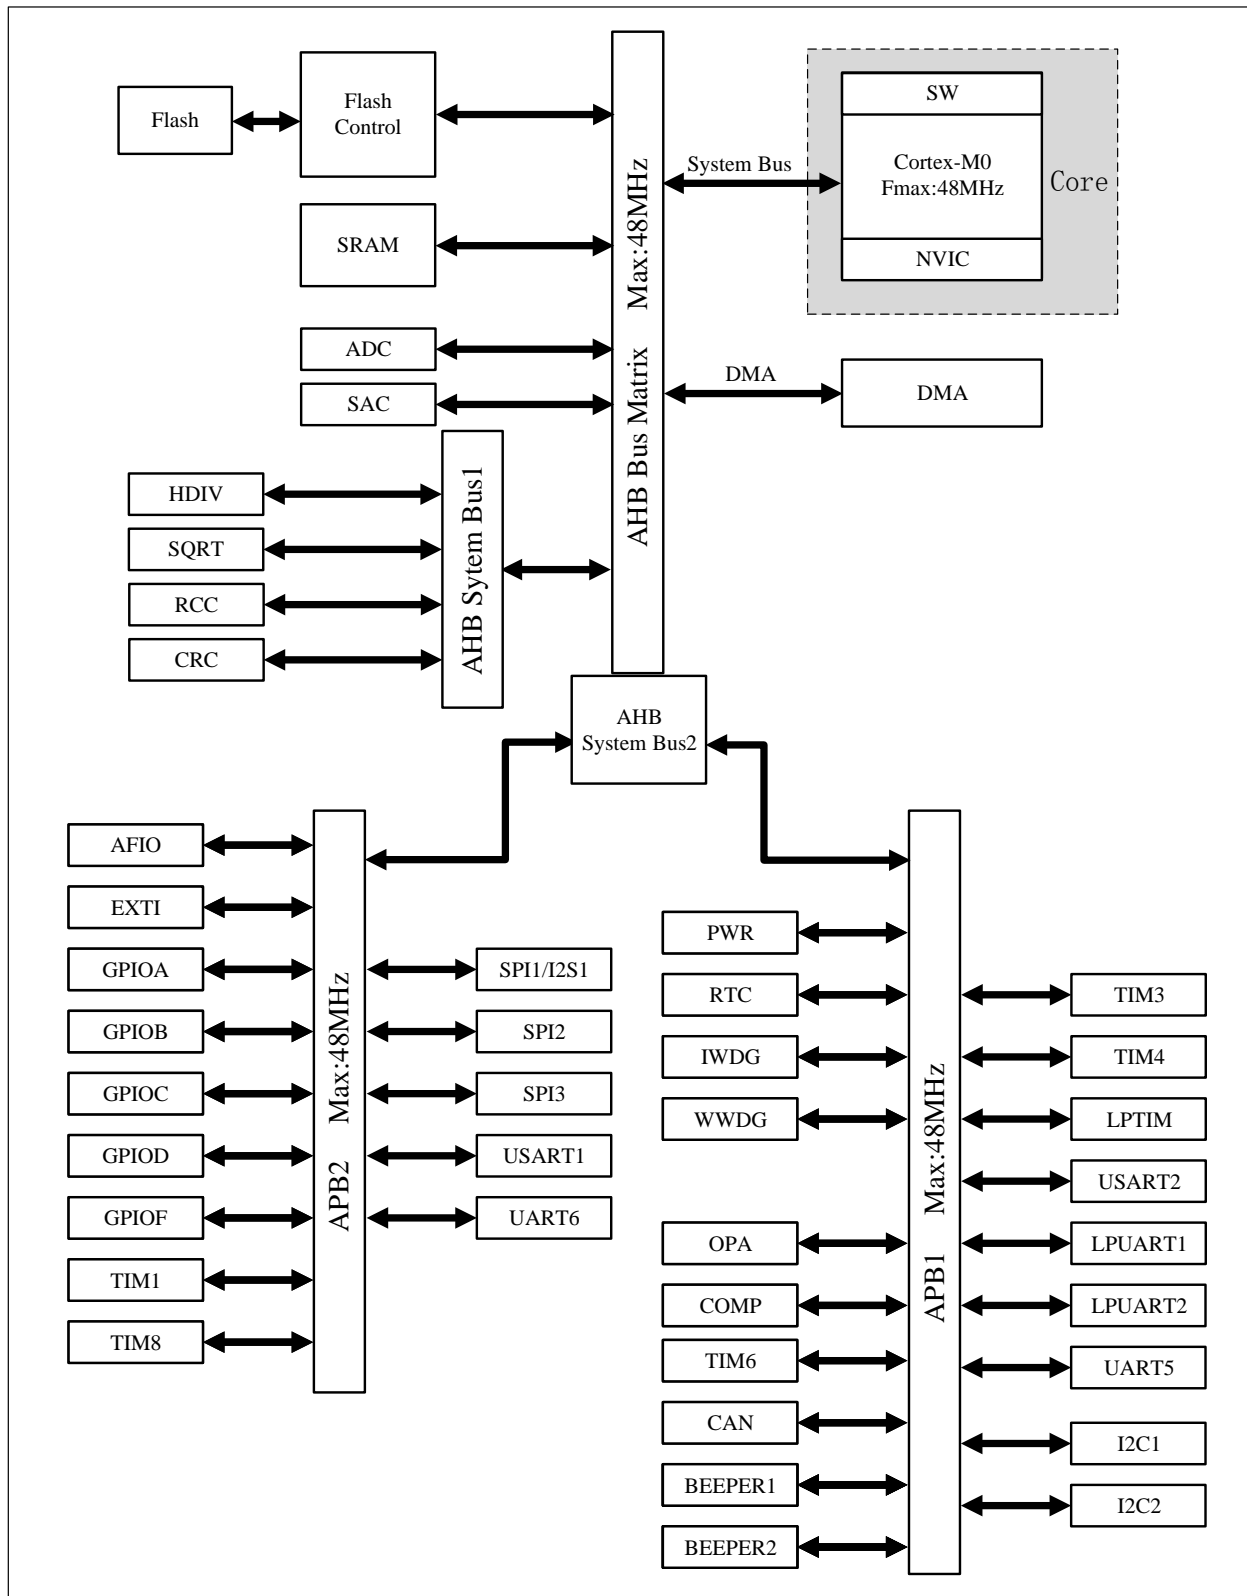 Flash
Flash
Control
SW
Cortex-M0
Fmax:48MHz
NVIC
Core
System Bus
SRAM
ADC
SAC
DMA
DMA
AHB Bus Matrix Max:48MHz
HDIV
SQRT
RCC
CRC
AHB Sytem Bus1
AHB
System Bus2
AFIO
EXTI
GPIOA
GPIOB
GPIOC
GPIOD
GPIOF
TIM1
TIM8
APB2 Max:48MHz
SPI1/I2S1
SPI2
SPI3
USART1
UART6
PWR
RTC
IWDG
WWDG
OPA
COMP
TIM6
CAN
BEEPER1
BEEPER2
APB1 Max:48MHz
TIM3
TIM4
LPTIM
USART2
LPUART1
LPUART2
UART5
I2C1
I2C2